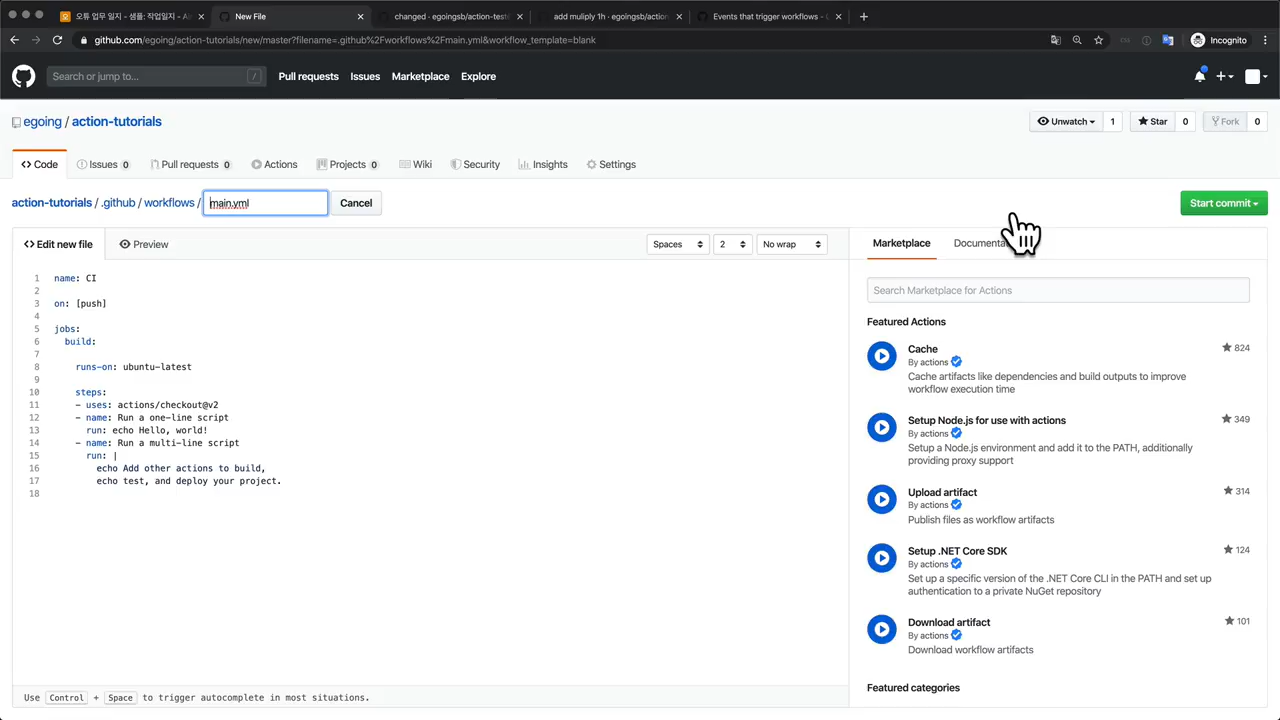 오튜 업무 일지 - 샘플: 작업일지 - Ai
New File
changed · egoingsb/action-teste
add muliply 1h · egoingsb/action
Events that trigger workflows -
github.com/egoing/action-tutorials/new/master?filename=.github%2Fworkflows%2Fmain.yml&workflow_template=blank
Incognito
Search or jump to...
/
Pull requests
Issues
Marketplace
Explore
egoing / action-tutorials
Unwatch
1
Star
0
Fork
0
<> Code
Issues 0
Pull requests 0
Actions
Projects 0
Wiki
Security
Insights
Settings
action-tutorials / .github / workflows / main.yml
Cancel
Start commit
<> Edit new file
Preview
Spaces
2
No wrap
Marketplace
Documenta
1 name: CI
2
3 on: [push]
4
5 jobs:
6 build:
7
8 runs-on: ubuntu-latest
9
10 steps:
11 - uses: actions/checkout@v2
12 - name: Run a one-line script
13 run: echo Hello, world!
14 - name: Run a multi-line script
15 run: |
16 echo Add other actions to build,
17 echo test, and deploy your project.
18
Search Marketplace for Actions
Featured Actions
Cache
824
By actions
Cache artifacts like dependencies and build outputs to improve
workflow execution time
Setup Node.js for use with actions
349
By actions
Setup a Node.js environment and add it to the PATH, additionally
providing proxy support
Upload artifact
314
By actions
Publish files as workflow artifacts
Setup .NET Core SDK
124
By actions
Set up a specific version of the .NET Core CLI in the PATH and set up
authentication to a private NuGet repository
Download artifact
101
By actions
Download workflow artifacts
Featured categories
Use Control + Space to trigger autocomplete in most situations.